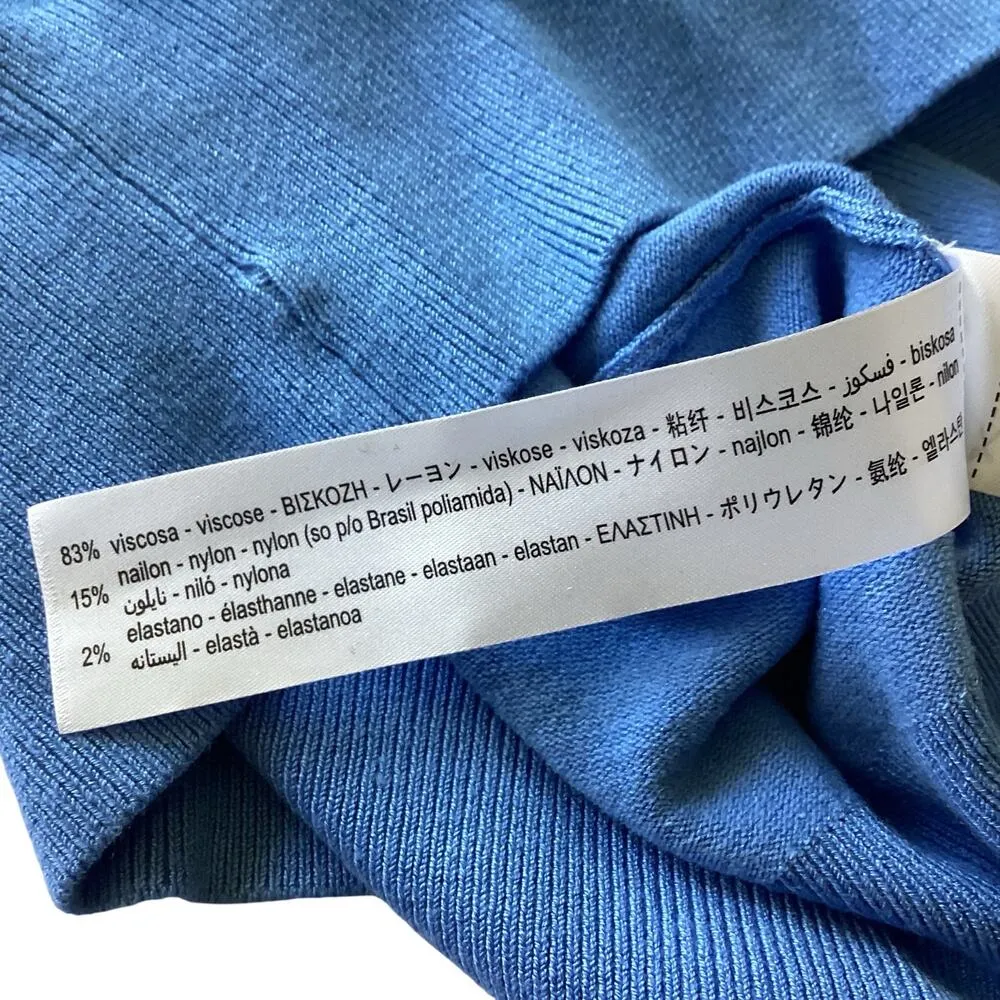 83% viscosa - viscose - ΒΙΣΚΟΖΗ - レーヨン - viskose - viskoza - 粘纤 - 비스코스 - فسكوز - biskosa
15% nailon - nylon - nylon (so p/o Brasil poliamida) - ΝΑΪΛΟΝ - ナイロン - najlon - 锦纶 - 나일론 - nilon
نايلون - niló - nylona
2% elastano - élasthanne - elastane - elastaan - elastan - ΕΛΑΣΤΙΝΗ - ポリウレタン - 氨纶 - 엘라스탄
اليستانه - elastà - elastanoa